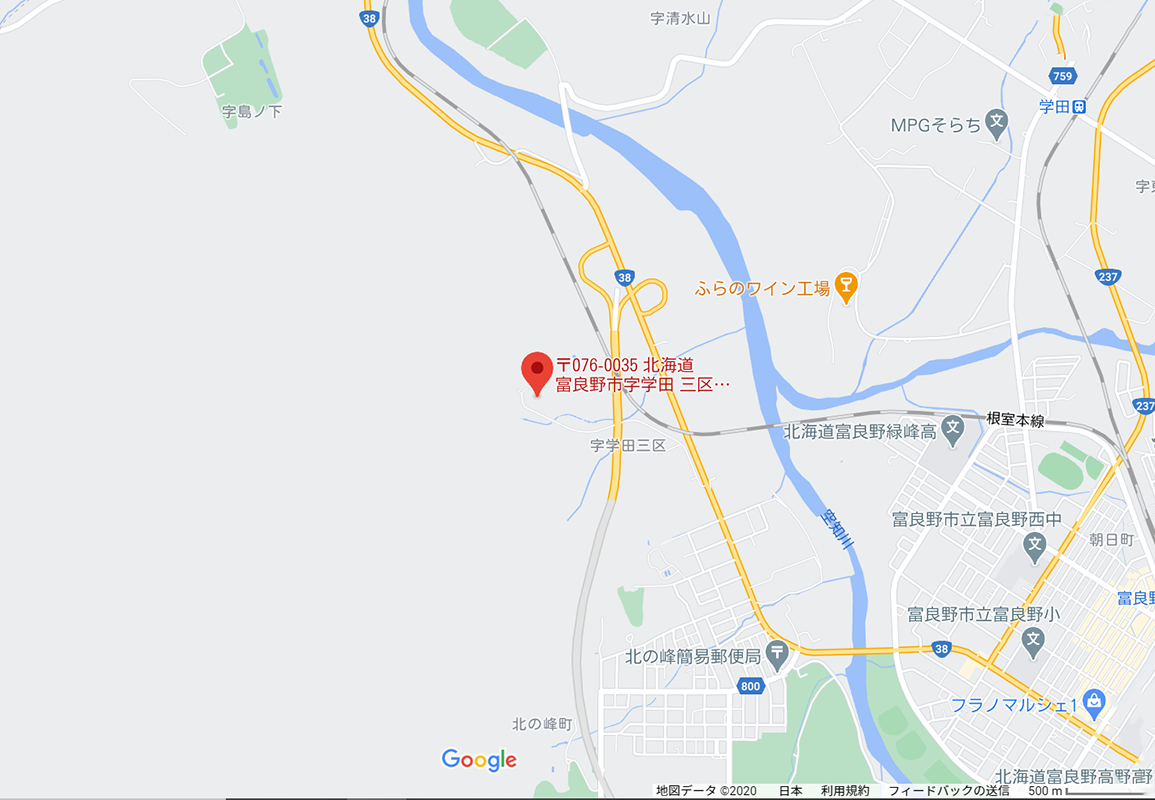 38
字清水山
759
学田
字島ノ下
MPGそらち
字東
38
237
ふらのワイン工場
〒076-0035 北海道
富良野市字学田 三区…
237
根室本線
北海道富良野緑峰高
字学田三区
空知川
富良野市立富良野西中
朝日町
富良野
富良野市立富良野小
38
北の峰簡易郵便局
800
フラノマルシェ1
北の峰町
Google
北海道富良野高野
地図データ ©2020 日本 利用規約 フィードバックの送信 500 m